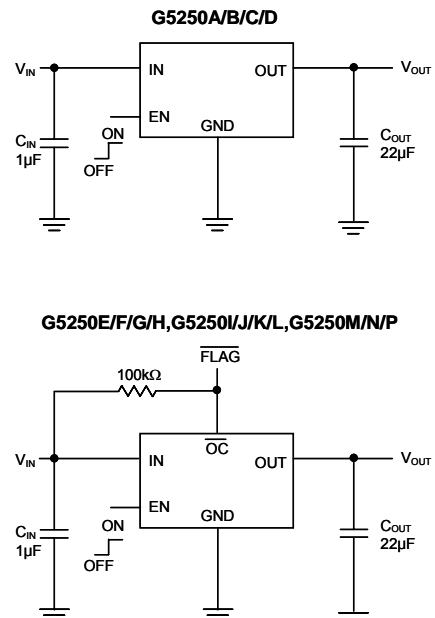 G5250A/B/C/D
VIN
IN
OUT
VOUT
EN
GND
ON
OFF
CIN
1µF
COUT
22µF
G5250E/F/G/H,G5250I/J/K/L,G5250M/N/P
FLAG
100kΩ
OC
VIN
IN
OUT
VOUT
EN
GND
ON
OFF
CIN
1µF
COUT
22µF